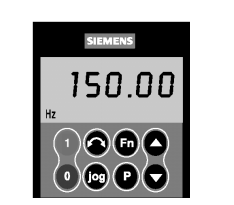 SIEMENS
150.00
Hz
1 Fn
0 jog P